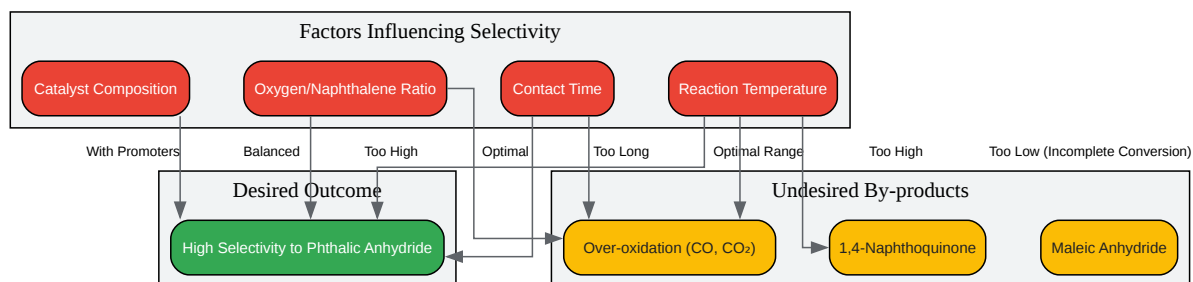 Factors Influencing Selectivity
Catalyst Composition
Oxygen/Naphthalene Ratio
Contact Time
Reaction Temperature
With Promoters
Balanced
Too High
Optimal
Too Long
Optimal Range
Too High
Too Low (Incomplete Conversion)
Desired Outcome
Undesired By-products
High Selectivity to Phthalic Anhydride
Over-oxidation (CO, CO₂)
1,4-Naphthoquinone
Maleic Anhydride